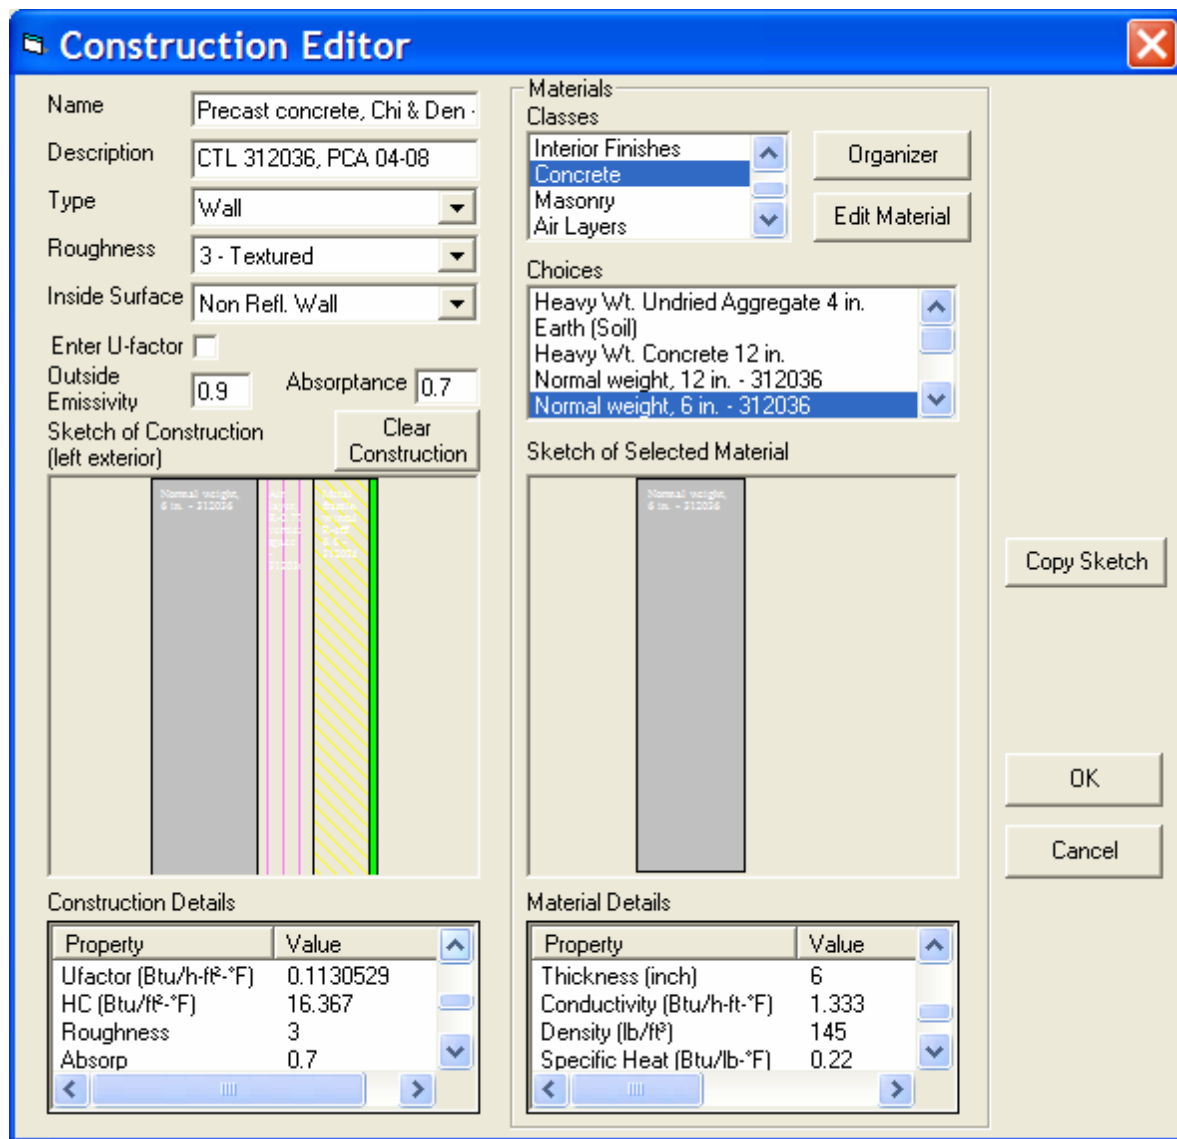 Construction Editor
Name
Precast concrete, Chi & Den -
Description
CTL 312036, PCA 04-08
Type
Wall
Roughness
3 - Textured
Inside Surface
Non Refl. Wall
Enter U-factor
Outside
Emissivity
0.9
Absorptance
0.7
Sketch of Construction
(left exterior)
Clear
Construction
Normal weight,
6 in. - 312036
Air
layer,
space
-
312036
Metal
frame
312036
Construction Details
Property Value
Ufactor (Btu/h-ft²-°F) 0.1130529
HC (Btu/ft²-°F) 16.367
Roughness 3
Absorp 0.7
Materials
Classes
Interior Finishes
Concrete
Masonry
Air Layers
Organizer
Edit Material
Choices
Heavy Wt. Undried Aggregate 4 in.
Earth (Soil)
Heavy Wt. Concrete 12 in.
Normal weight, 12 in. - 312036
Normal weight, 6 in. - 312036
Sketch of Selected Material
Normal weight,
6 in. - 312036
Material Details
Property Value
Thickness (inch) 6
Conductivity (Btu/h-ft-°F) 1.333
Density (lb/ft³) 145
Specific Heat (Btu/lb-°F) 0.22
Copy Sketch
OK
Cancel